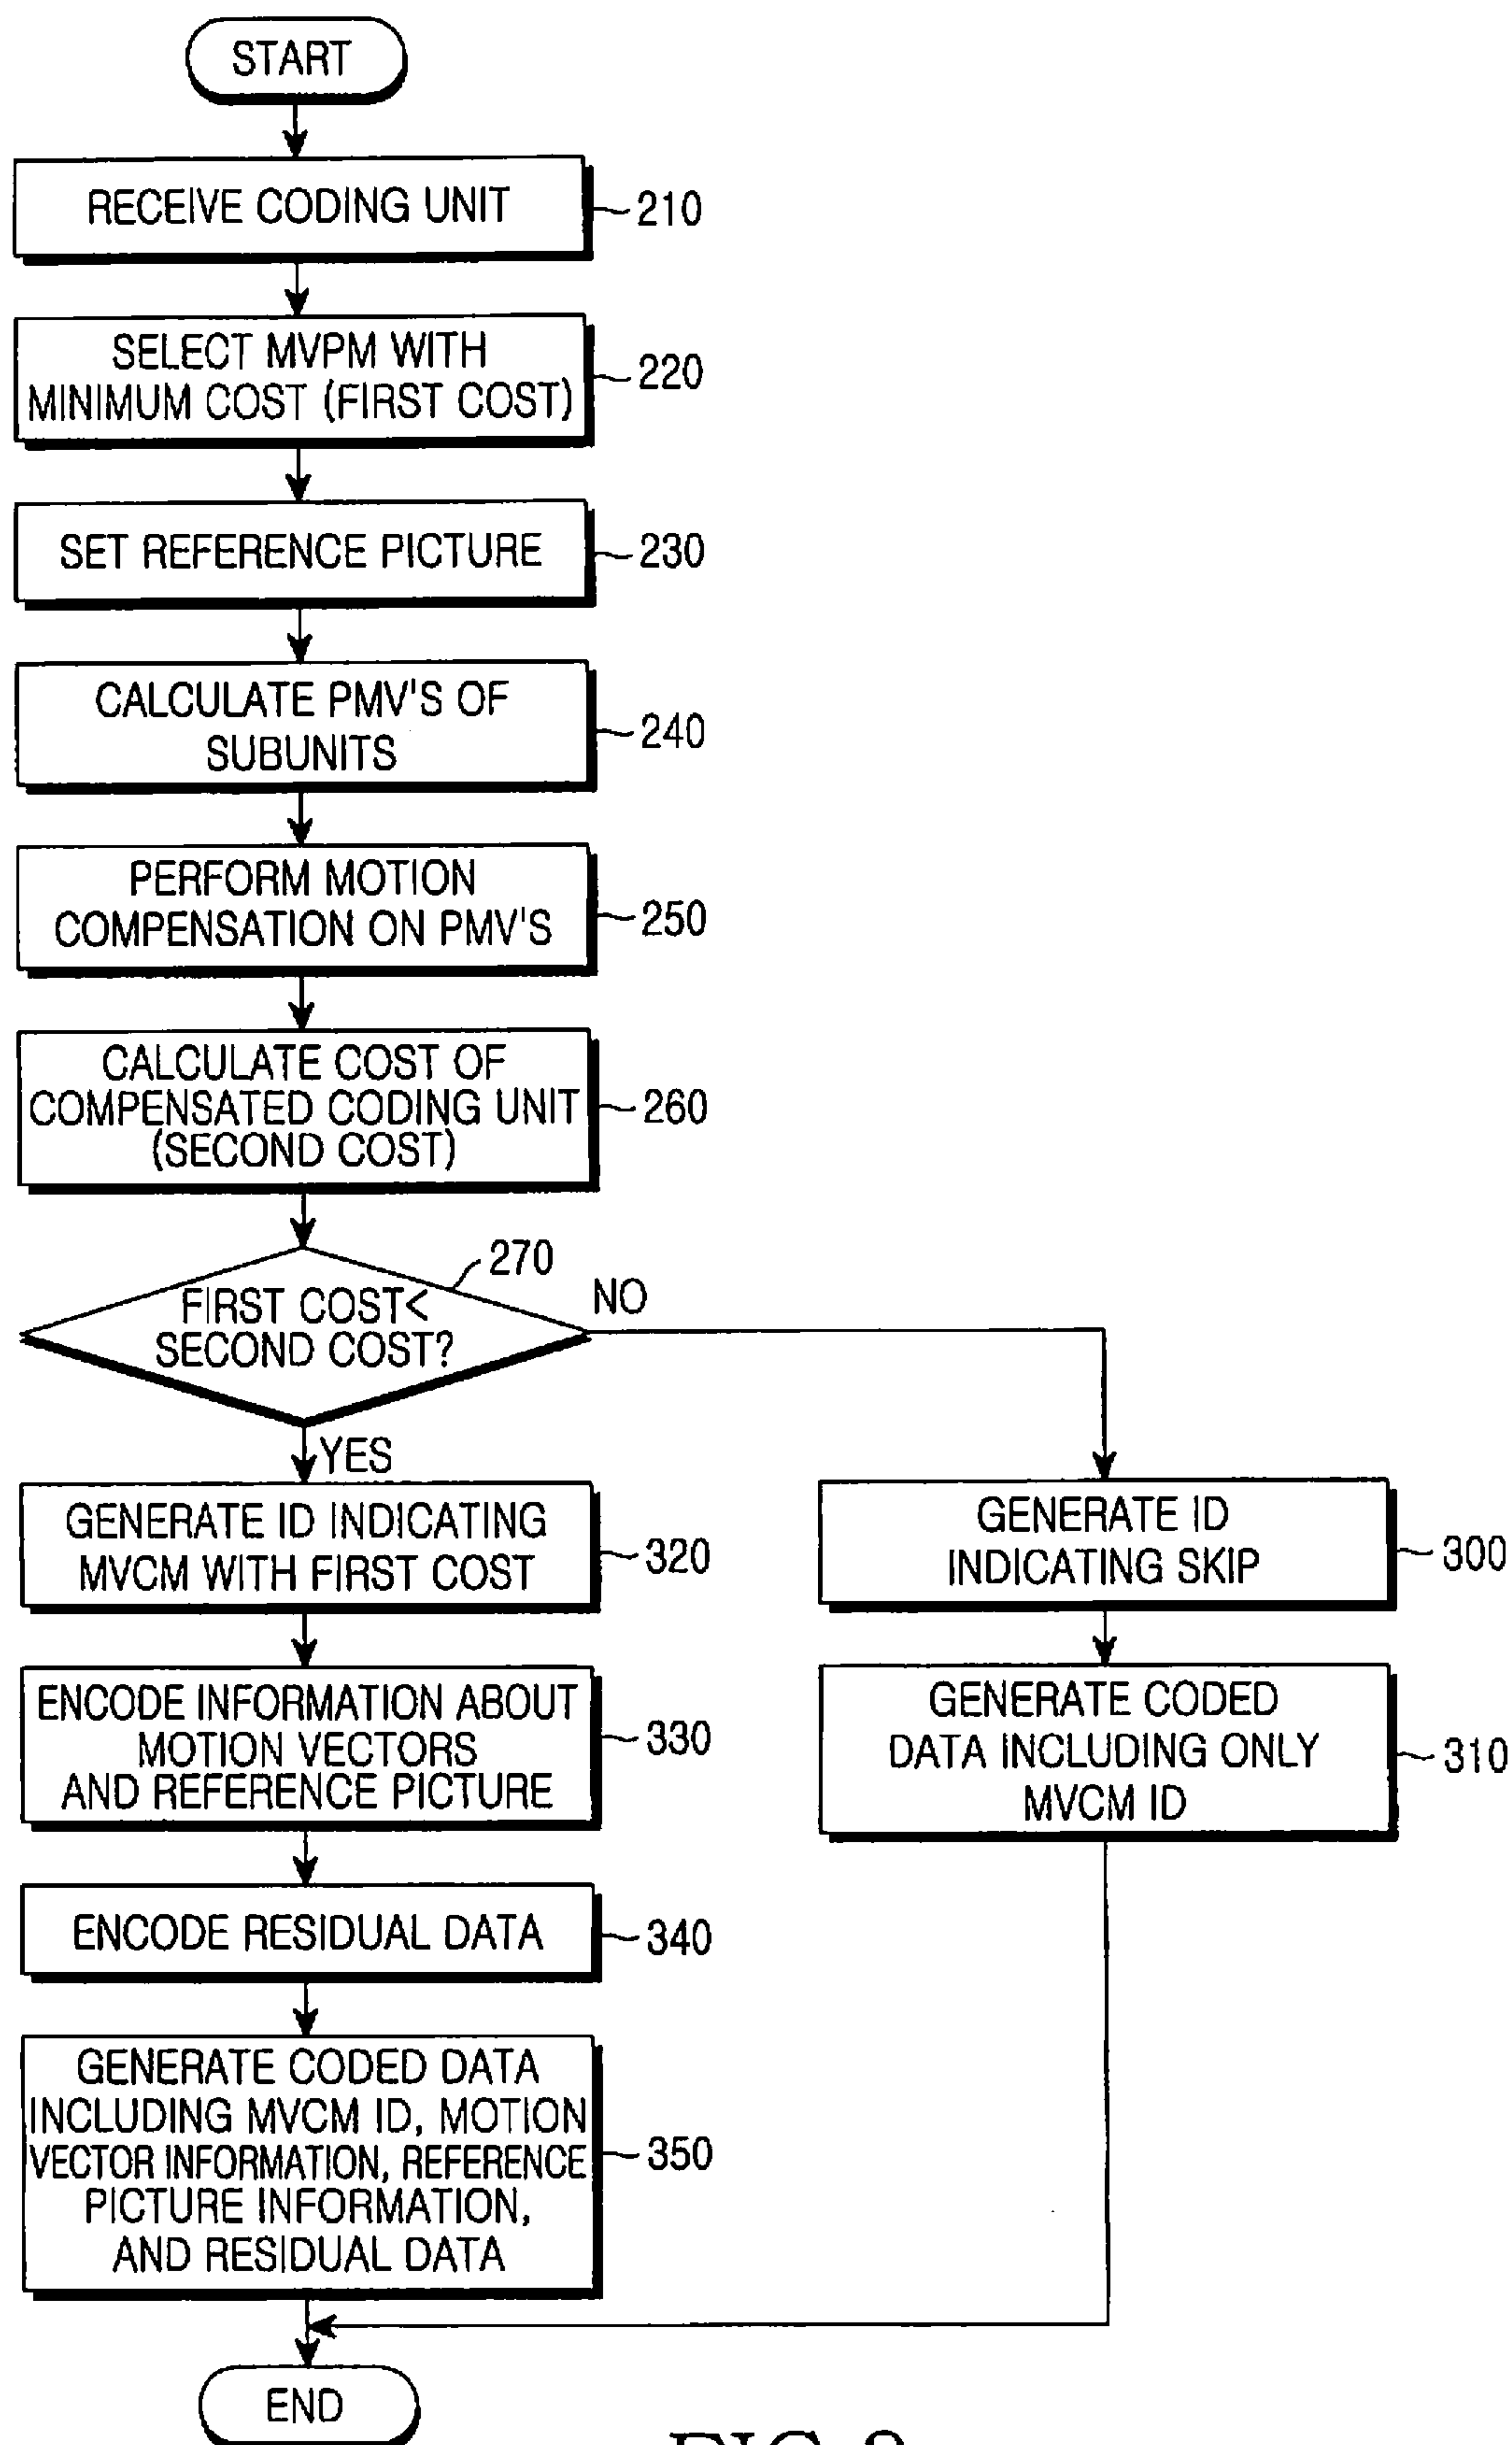 START
RECEIVE CODING UNIT
210
SELECT MVPM WITH
MINIMUM COST (FIRST COST)
220
SET REFERENCE PICTURE
230
CALCULATE PMV'S OF
SUBUNITS
240
PERFORM MOTION
COMPENSATION ON PMV'S
250
CALCULATE COST OF
COMPENSATED CODING UNIT
(SECOND COST)
260
270
FIRST COST<
SECOND COST?
NO
YES
GENERATE ID INDICATING
MVCM WITH FIRST COST
320
GENERATE ID
INDICATING SKIP
300
ENCODE INFORMATION ABOUT
MOTION VECTORS
AND REFERENCE PICTURE
330
GENERATE CODED
DATA INCLUDING ONLY
MVCM ID
310
ENCODE RESIDUAL DATA
340
GENERATE CODED DATA
INCLUDING MVCM ID, MOTION
VECTOR INFORMATION, REFERENCE
PICTURE INFORMATION,
AND RESIDUAL DATA
350
END